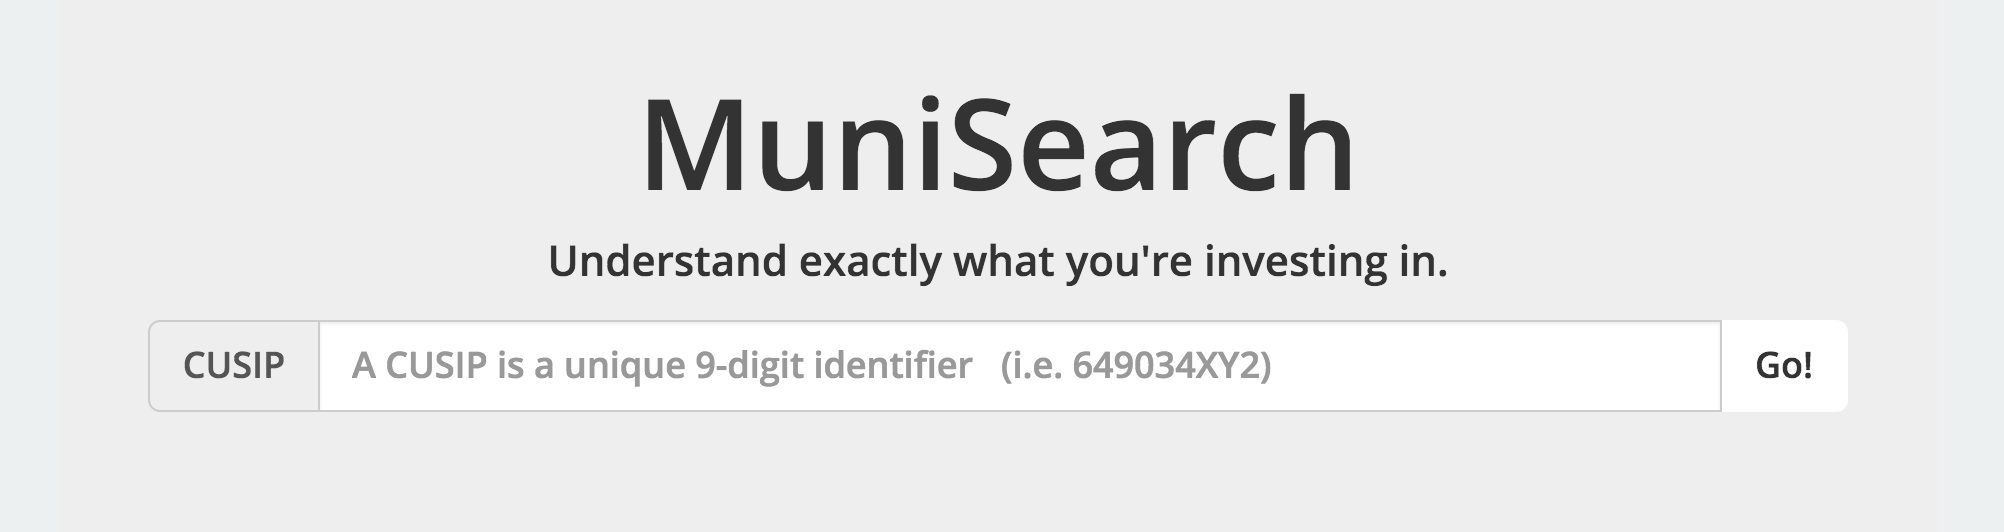 MuniSearch
Understand exactly what you're investing in.
CUSIP A CUSIP is a unique 9-digit identifier (i.e. 649034XY2) Go!